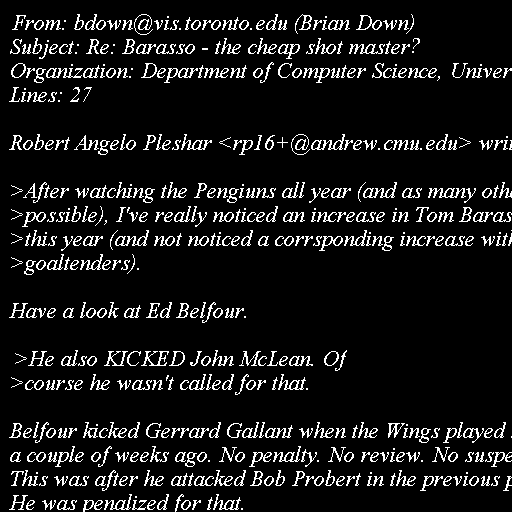 From: bdown@vis.toronto.edu (Brian Down)
Subject: Re: Barasso - the cheap shot master?
Organization: Department of Computer Science, Univer
Lines: 27
Robert Angelo Pleshar <rp16+@andrew.cmu.edu> wri
>After watching the Pengiuns all year (and as many oth
>possible), I've really noticed an increase in Tom Baras
>this year (and not noticed a corrsponding increase wit
>goaltenders).
Have a look at Ed Belfour.
>He also KICKED John McLean. Of
>course he wasn't called for that.
Belfour kicked Gerrard Gallant when the Wings played
a couple of weeks ago. No penalty. No review. No suspe
This was after he attacked Bob Probert in the previous p
He was penalized for that.